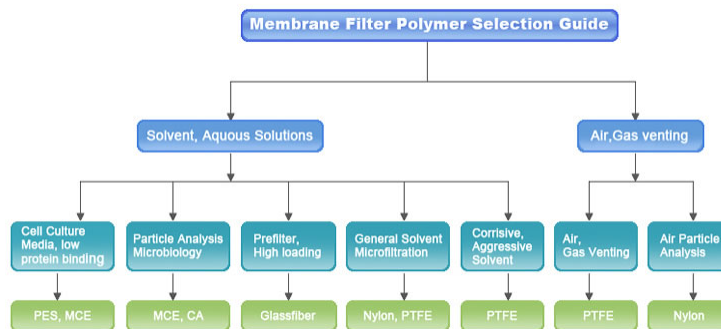 Membrane Filter Polymer Selection Guide
Solvent, Aquous Solutions
Air,Gas venting
Cell Culture
Media, low
protein binding
Particle Analysis
Microbiology
Prefilter,
High loading
General Solvent
Microfiltration
Corrisive,
Aggressive
Solvent
Air,
Gas Venting
Air Particle
Analysis
PES, MCE
MCE, CA
Glassfiber
Nylon, PTFE
PTFE
PTFE
Nylon